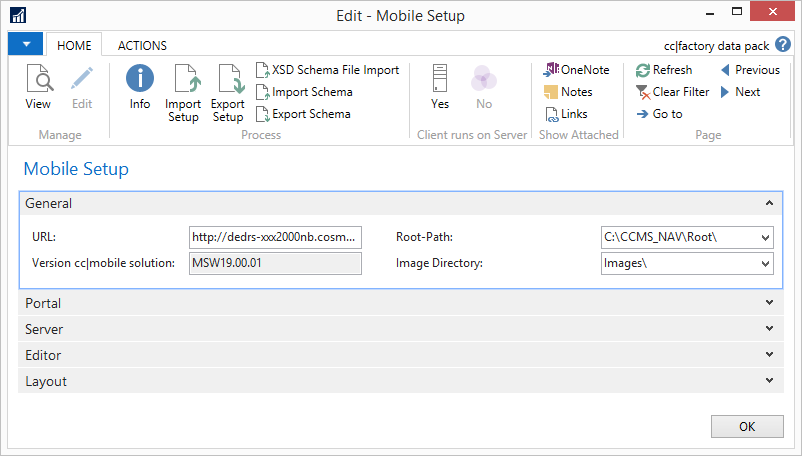 Edit - Mobile Setup
HOME ACTIONS cc|factory data pack ?
View
Edit
Manage
Info
Import Setup
Export Setup
XSD Schema File Import
Import Schema
Export Schema
Process
Yes
No
Client runs on Server
OneNote
Notes
Links
Show Attached
Refresh
Clear Filter
Go to
Previous
Next
Page
Mobile Setup
General
URL: http://dedrs-xxx2000nb.cosm... Root-Path: C:\CCMS_NAV\Root\
Version cc|mobile solution: MSW19.00.01 Image Directory: Images\
Portal
Server
Editor
Layout
OK